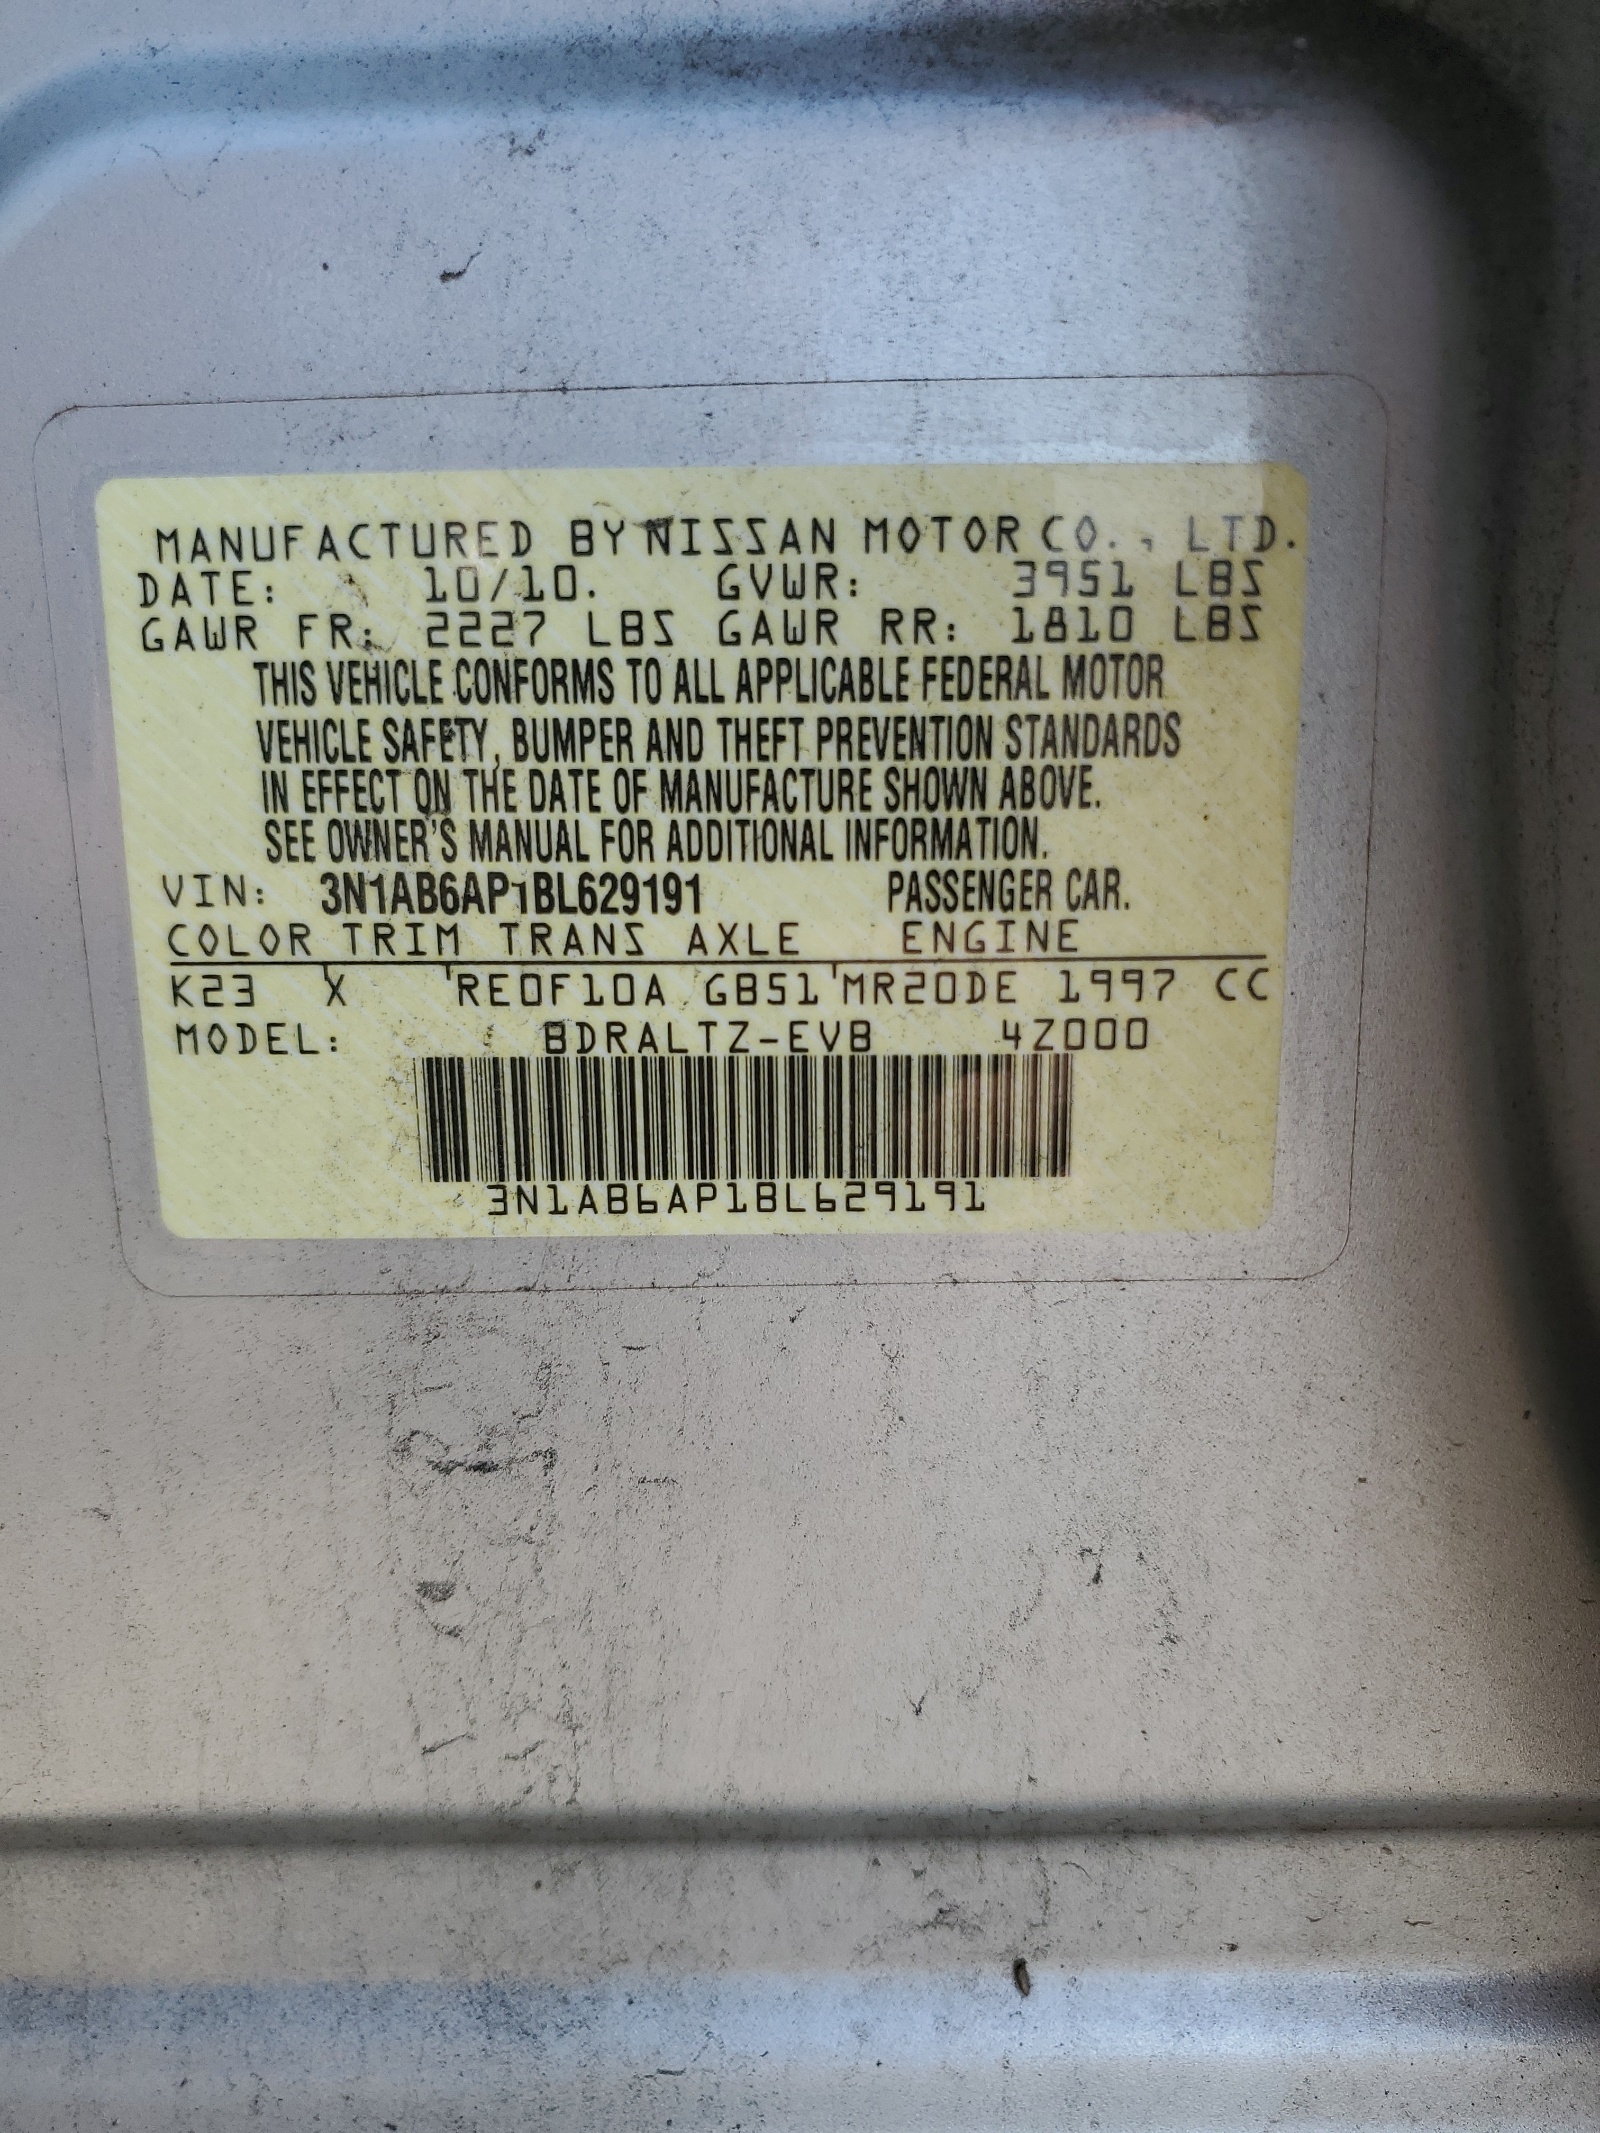 MANUFACTURED BY NISSAN MOTOR CO., LTD.
DATE: 10/10. GVWR: 3951 LBS
GAWR FR: 2227 LBS GAWR RR: 1810 LBS
THIS VEHICLE CONFORMS TO ALL APPLICABLE FEDERAL MOTOR
VEHICLE SAFETY, BUMPER AND THEFT PREVENTION STANDARDS
IN EFFECT ON THE DATE OF MANUFACTURE SHOWN ABOVE.
SEE OWNER'S MANUAL FOR ADDITIONAL INFORMATION.
VIN: 3N1AB6AP1BL629191 PASSENGER CAR.
COLOR TRIM TRANS AXLE ENGINE
K23 X RE0F10A GB51 MR20DE 1997 CC
MODEL: BDRALTZ-EVB 4Z000
3N1AB6AP1BL629191